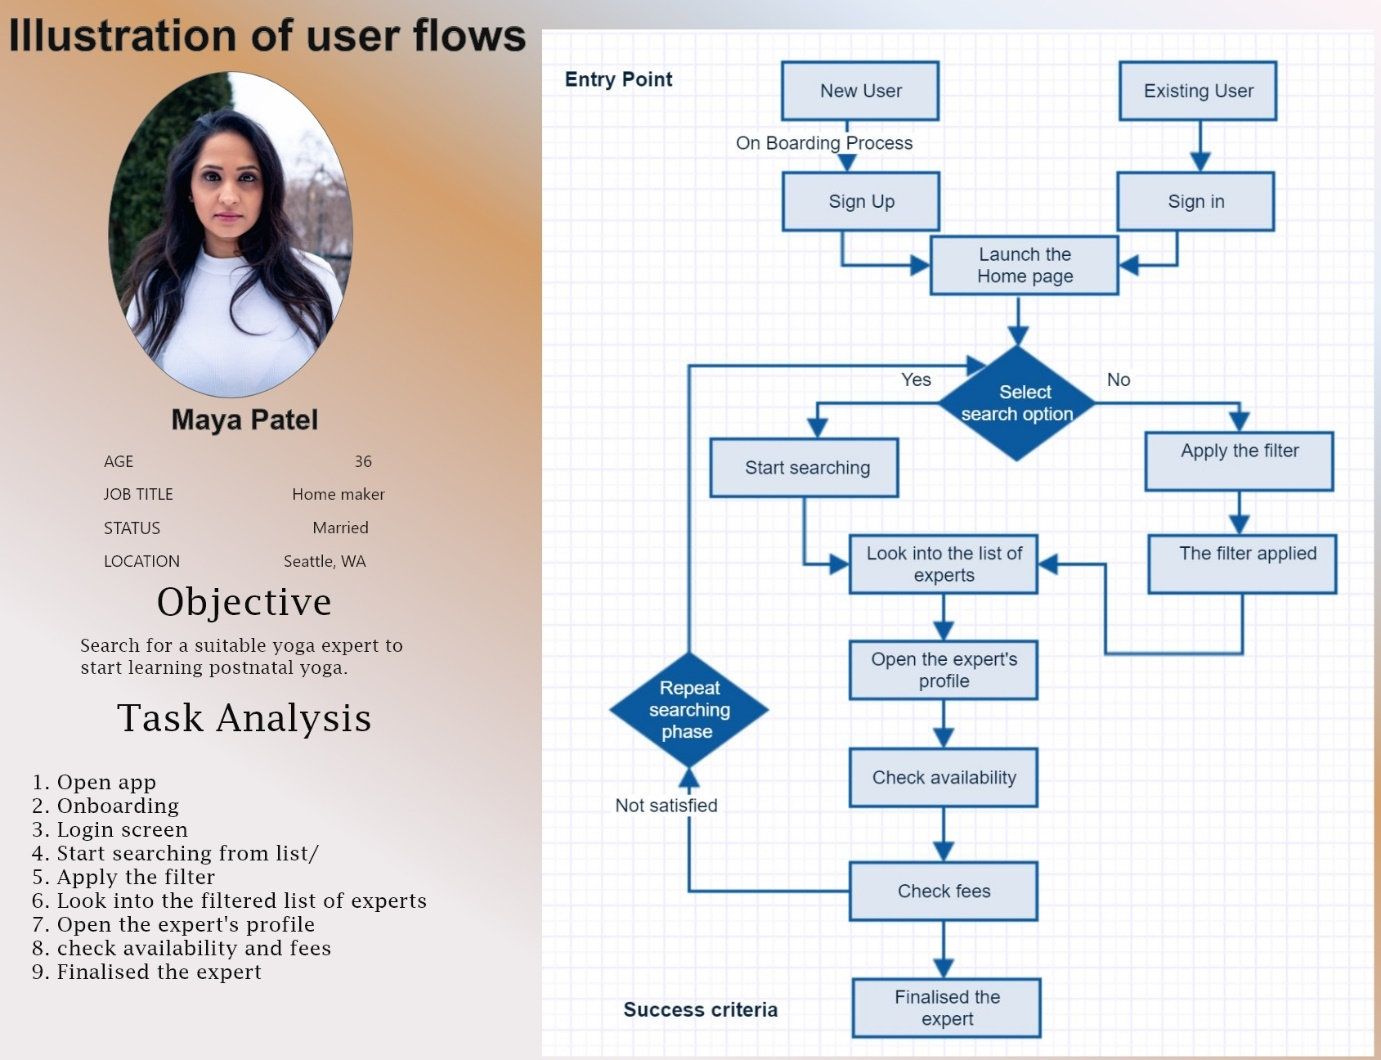 Illustration of user flows
Maya Patel
AGE 36
JOB TITLE Home maker
STATUS Married
LOCATION Seattle, WA
Objective
Search for a suitable yoga expert to
start learning postnatal yoga.
Task Analysis
1. Open app
2. Onboarding
3. Login screen
4. Start searching from list/
5. Apply the filter
6. Look into the filtered list of experts
7. Open the expert's profile
8. check availability and fees
9. Finalised the expert
Entry Point
New User
Existing User
On Boarding Process
Sign Up
Sign in
Launch the
Home page
Yes
Select
search option
No
Start searching
Apply the filter
Look into the list of
experts
The filter applied
Open the expert's
profile
Repeat
searching
phase
Check availability
Not satisfied
Check fees
Finalised the
expert
Success criteria